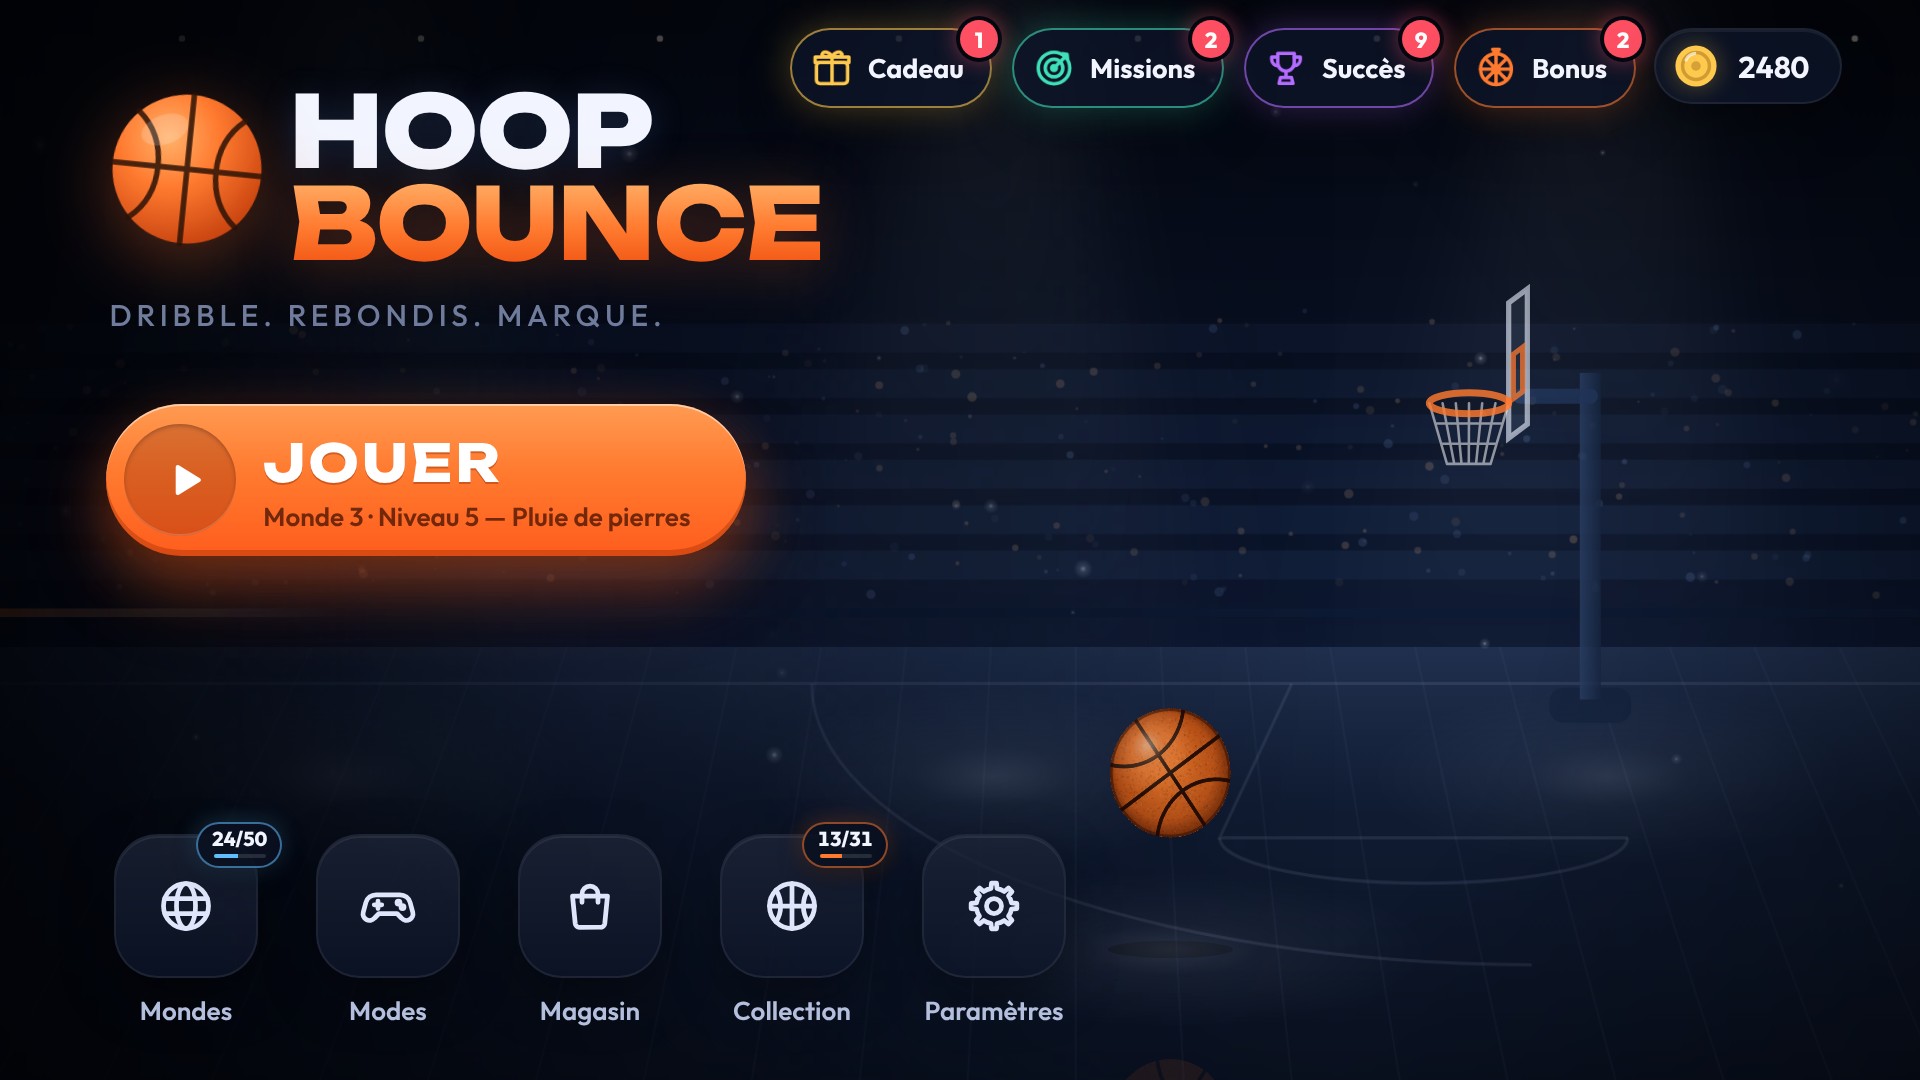 1
2
9
2
Cadeau
Missions
Succès
Bonus
2480
HOOP
BOUNCE
DRIBBLE. REBONDIS. MARQUE.
JOUER
Monde 3 · Niveau 5 — Pluie de pierres
24/50
13/31
Mondes
Modes
Magasin
Collection
Paramètres